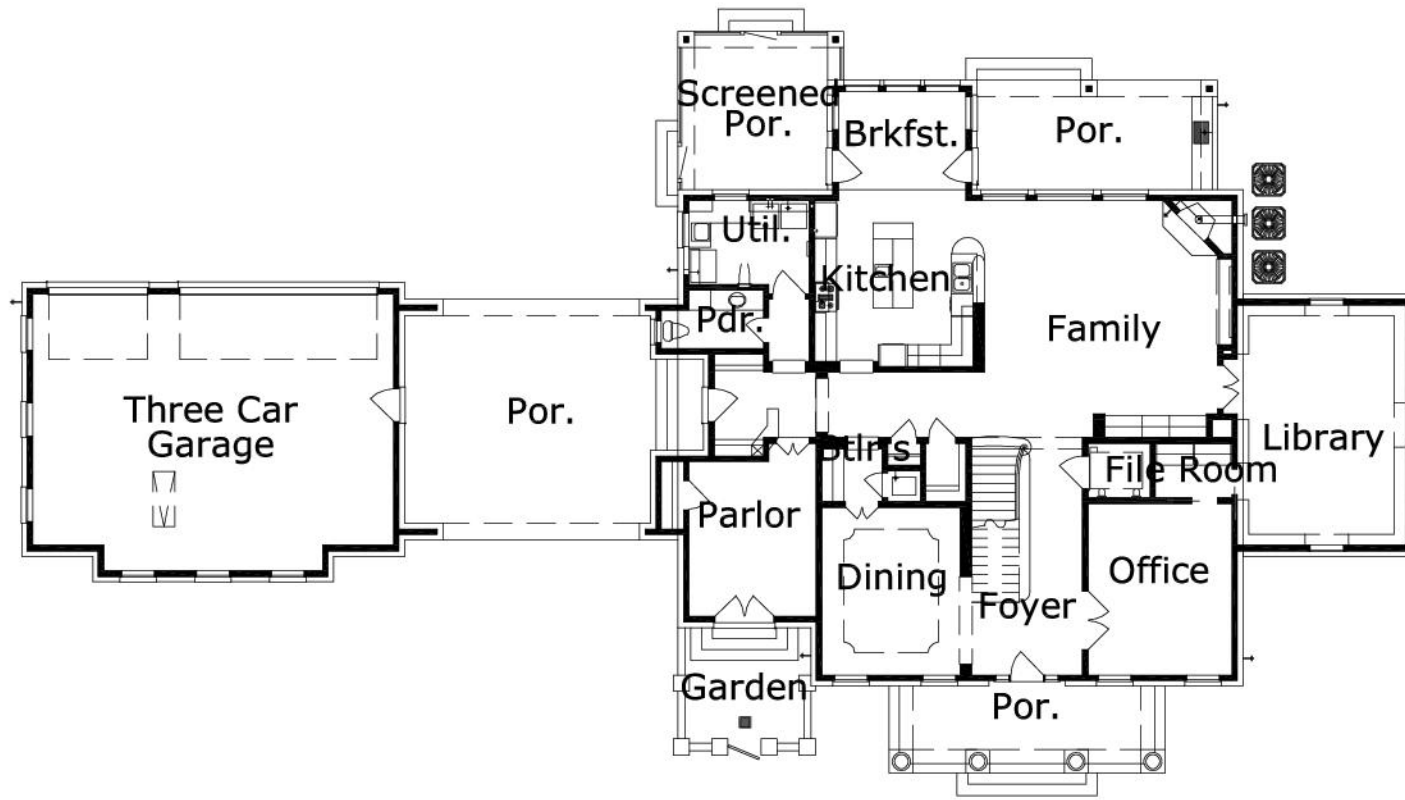 Screened
Por.
Brkfst.
Por.
Util.
Kitchen
Pdr.
Family
Three Car
Garage
Por.
Library
Stlrs
File Room
Parlor
Dining
Office
Foyer
Garden
Por.